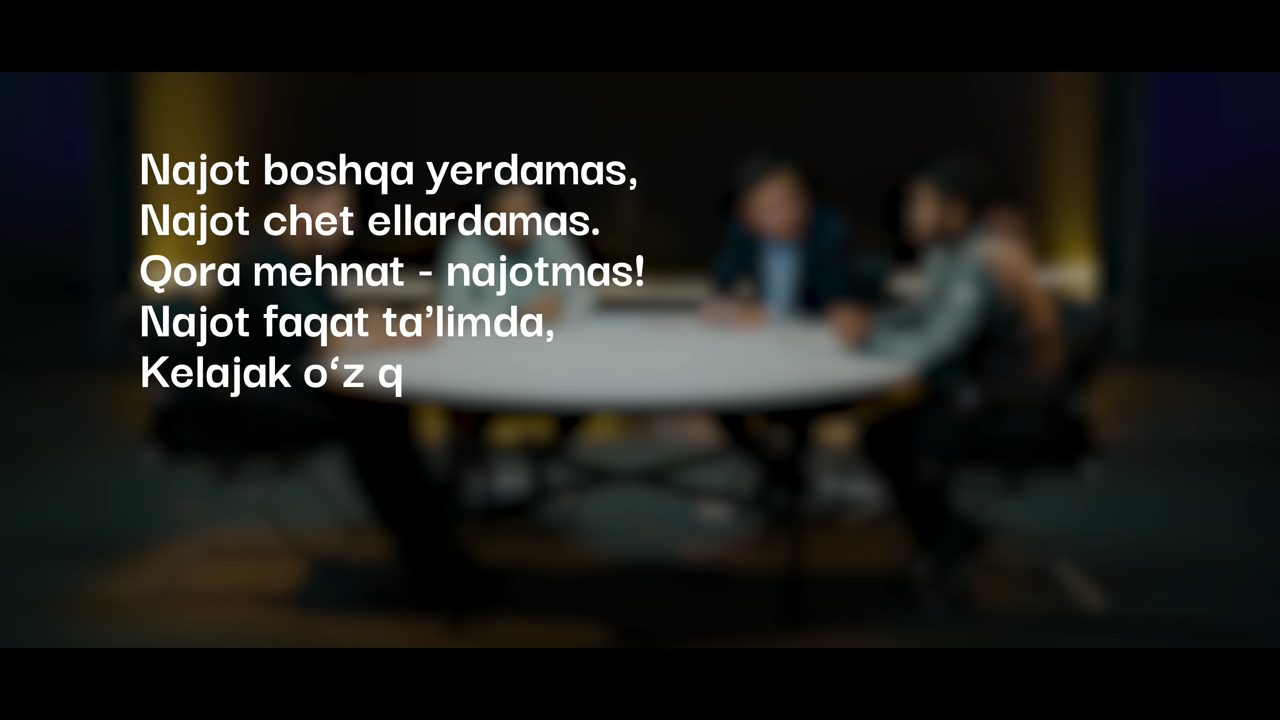 Najot boshqa yerdamas,
Najot chet ellardamas.
Qora mehnat - najotmas!
Najot faqat ta’limda,
Kelajak o‘z q